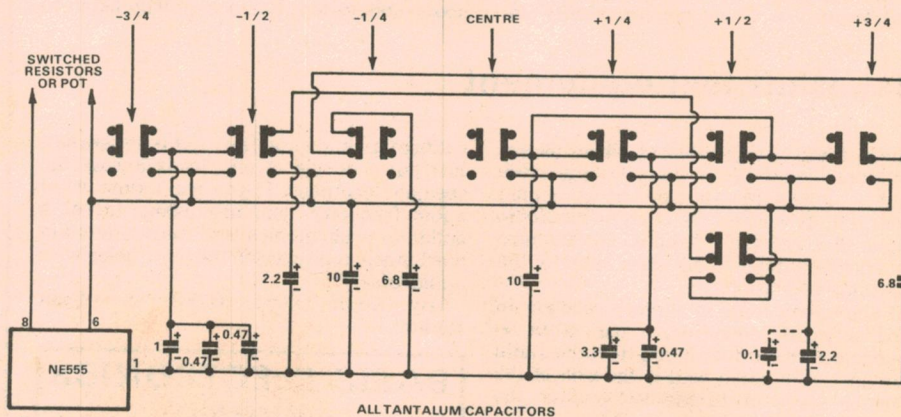 -3/4 -1/2 -1/4 CENTRE +1/4 +1/2 +3/4
SWITCHED
RESISTORS
OR POT
2.2 + -
10 + -
6.8 + -
10 + -
6.8
8 6
1 + -
0.47 + -
0.47 + -
3.3 + -
0.47 + -
0.1 + -
2.2 + -
NE555
1
ALL TANTALUM CAPACITORS